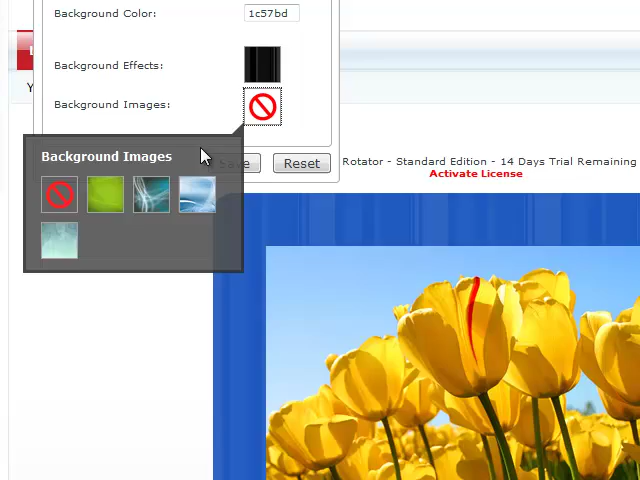 Background Color: 1c57bd
Background Effects:
Background Images:
Background Images
Save Reset
Rotator - Standard Edition - 14 Days Trial Remaining
Activate License